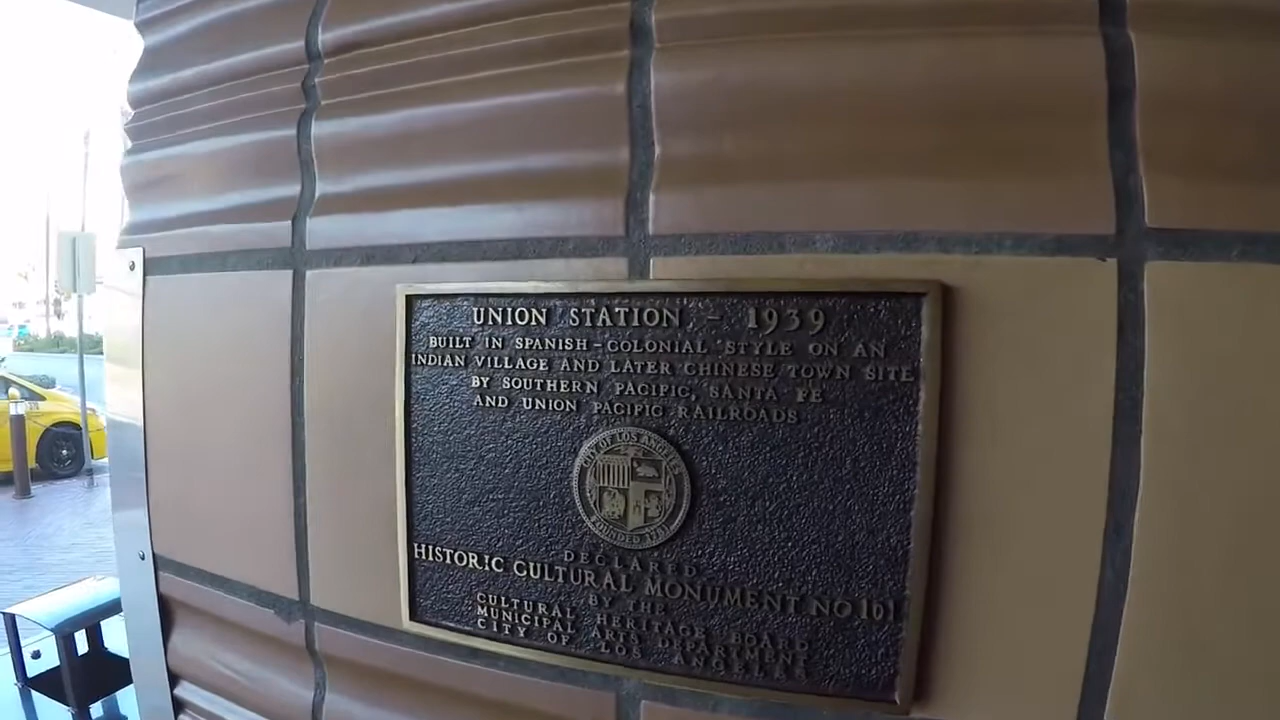 UNION STATION - 1939
BUILT IN SPANISH-COLONIAL STYLE ON AN
INDIAN VILLAGE AND LATER CHINESE TOWN SITE
BY SOUTHERN PACIFIC, SANTA FE
AND UNION PACIFIC RAILROADS
CITY OF LOS ANGELES
FOUNDED 1781
DECLARED
HISTORIC CULTURAL MONUMENT NO 101
BY THE
CULTURAL HERITAGE BOARD
MUNICIPAL ARTS DEPARTMENT
CITY OF LOS ANGELES